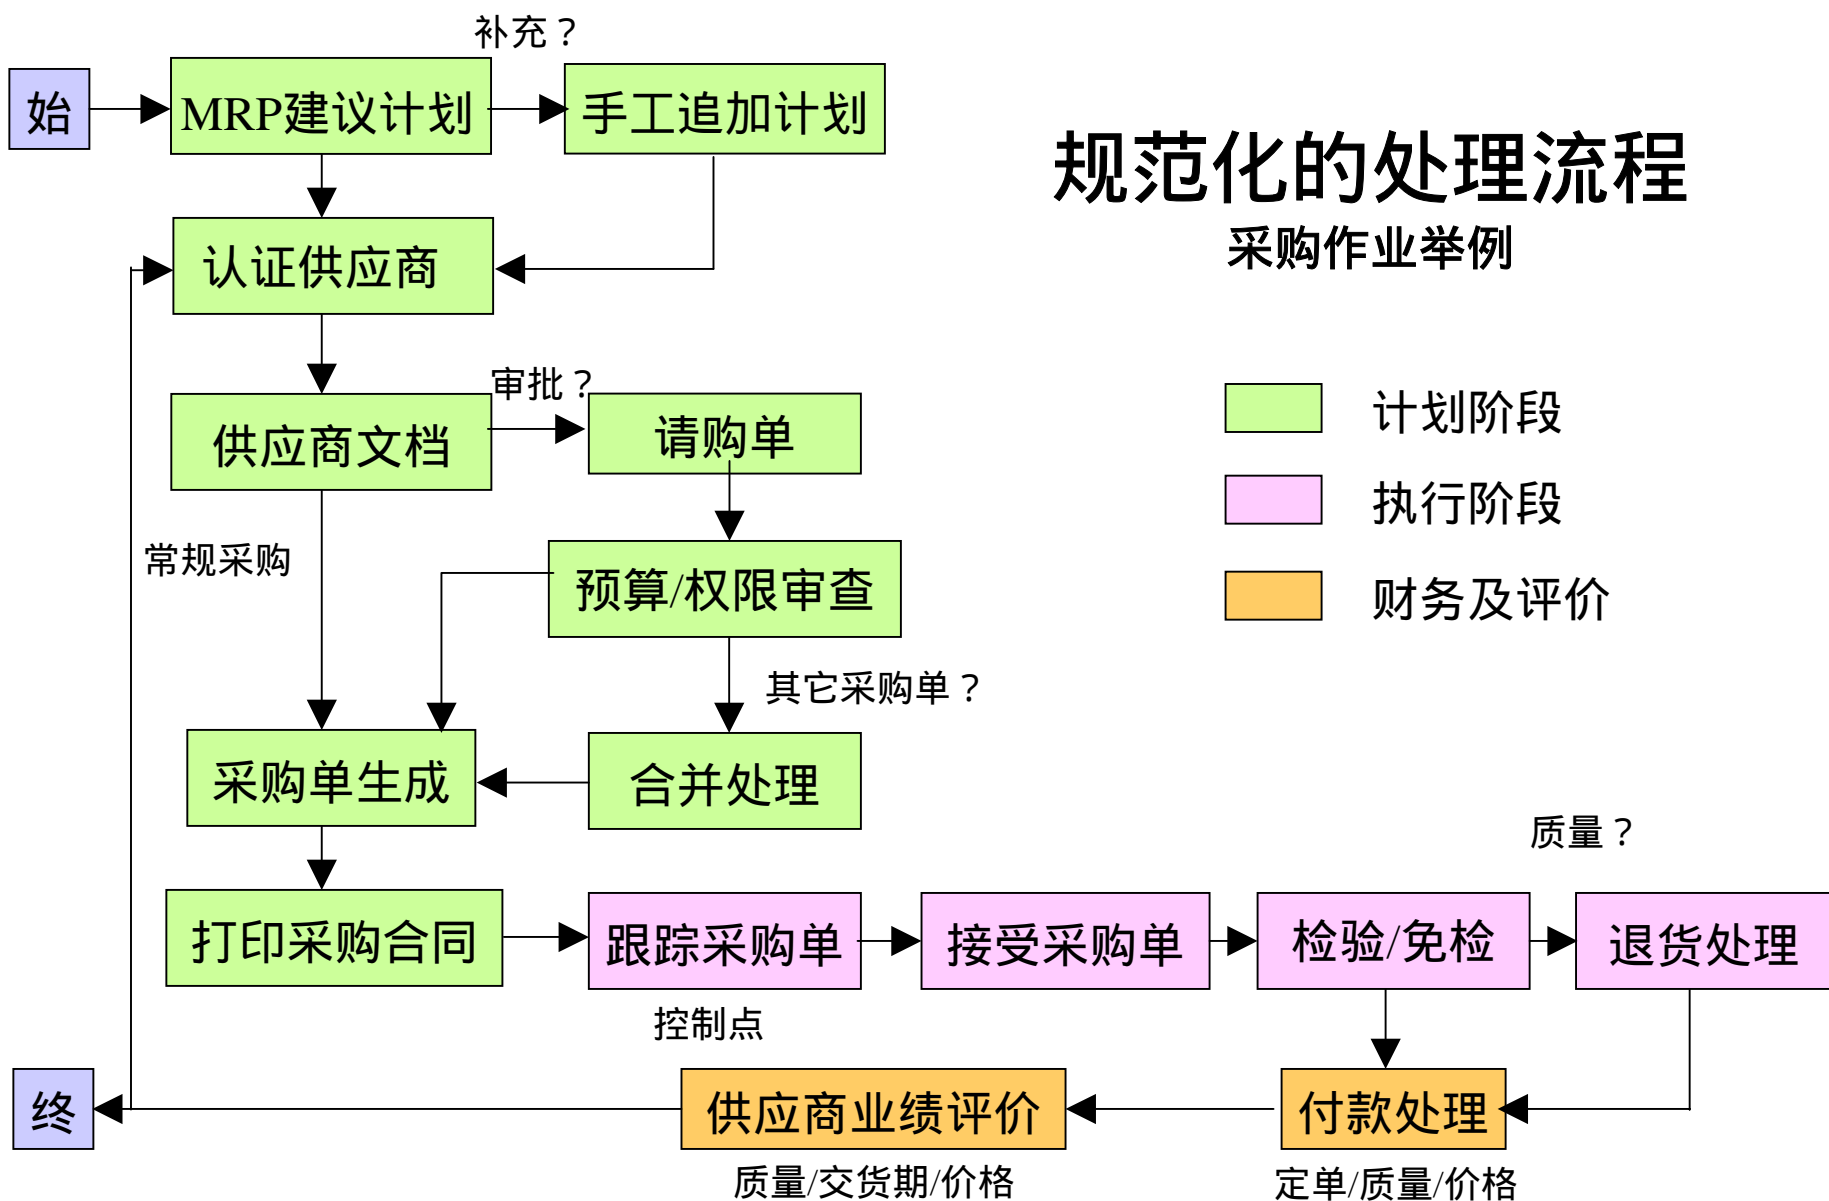 补充？
始
MRP建议计划
手工追加计划
规范化的处理流程
采购作业举例
认证供应商
审批？
供应商文档
请购单
计划阶段
执行阶段
常规采购
预算/权限审查
财务及评价
其它采购单？
采购单生成
合并处理
质量？
打印采购合同
跟踪采购单
接受采购单
检验/免检
退货处理
控制点
终
供应商业绩评价
付款处理
质量/交货期/价格
定单/质量/价格